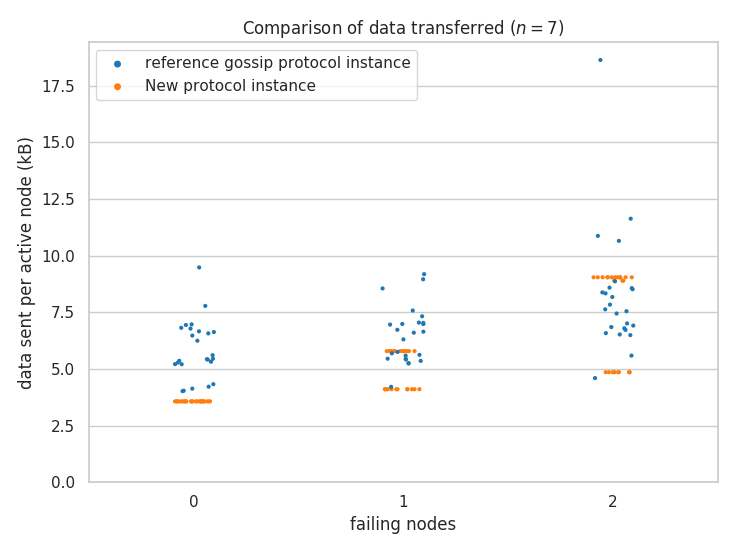 Comparison of data transferred (n = 7)
reference gossip protocol instance
New protocol instance
data sent per active node (kB)
17.5
15.0
12.5
10.0
7.5
5.0
2.5
0.0
0 1 2
failing nodes